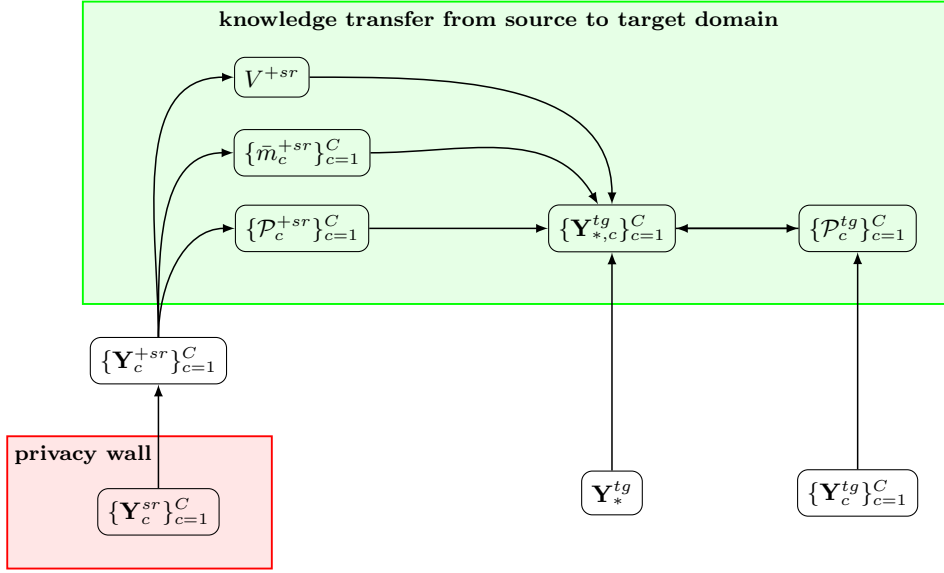 knowledge transfer from source to target domain
$V^{+sr}$
$\{\bar{m}_c^{+sr}\}_{c=1}^{C}$
$\{\mathcal{P}_c^{+sr}\}_{c=1}^{C}$
$\{\mathbf{Y}_{*,c}^{tg}\}_{c=1}^{C}$
$\{\mathcal{P}_c^{tg}\}_{c=1}^{C}$
$\{\mathbf{Y}_c^{+sr}\}_{c=1}^{C}$
privacy wall
$\{\mathbf{Y}_c^{sr}\}_{c=1}^{C}$
$\mathbf{Y}_*^{tg}$
$\{\mathbf{Y}_c^{tg}\}_{c=1}^{C}$